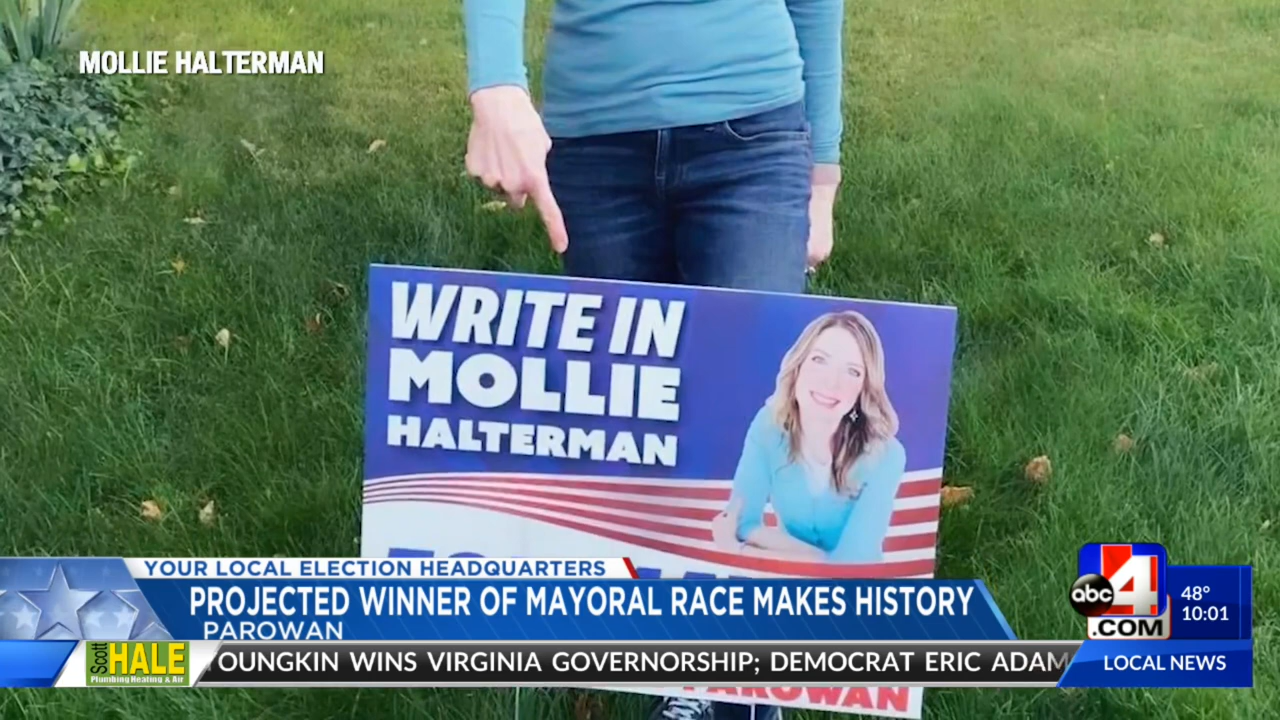 MOLLIE HALTERMAN
WRITE IN
MOLLIE
HALTERMAN
YOUR LOCAL ELECTION HEADQUARTERS
PROJECTED WINNER OF MAYORAL RACE MAKES HISTORY
PAROWAN
abc 4
.COM
48°
10:01
LOCAL NEWS
Scott HALE
Plumbing Heating & Air
OUNGKIN WINS VIRGINIA GOVERNORSHIP; DEMOCRAT ERIC ADAM
PAROWAN